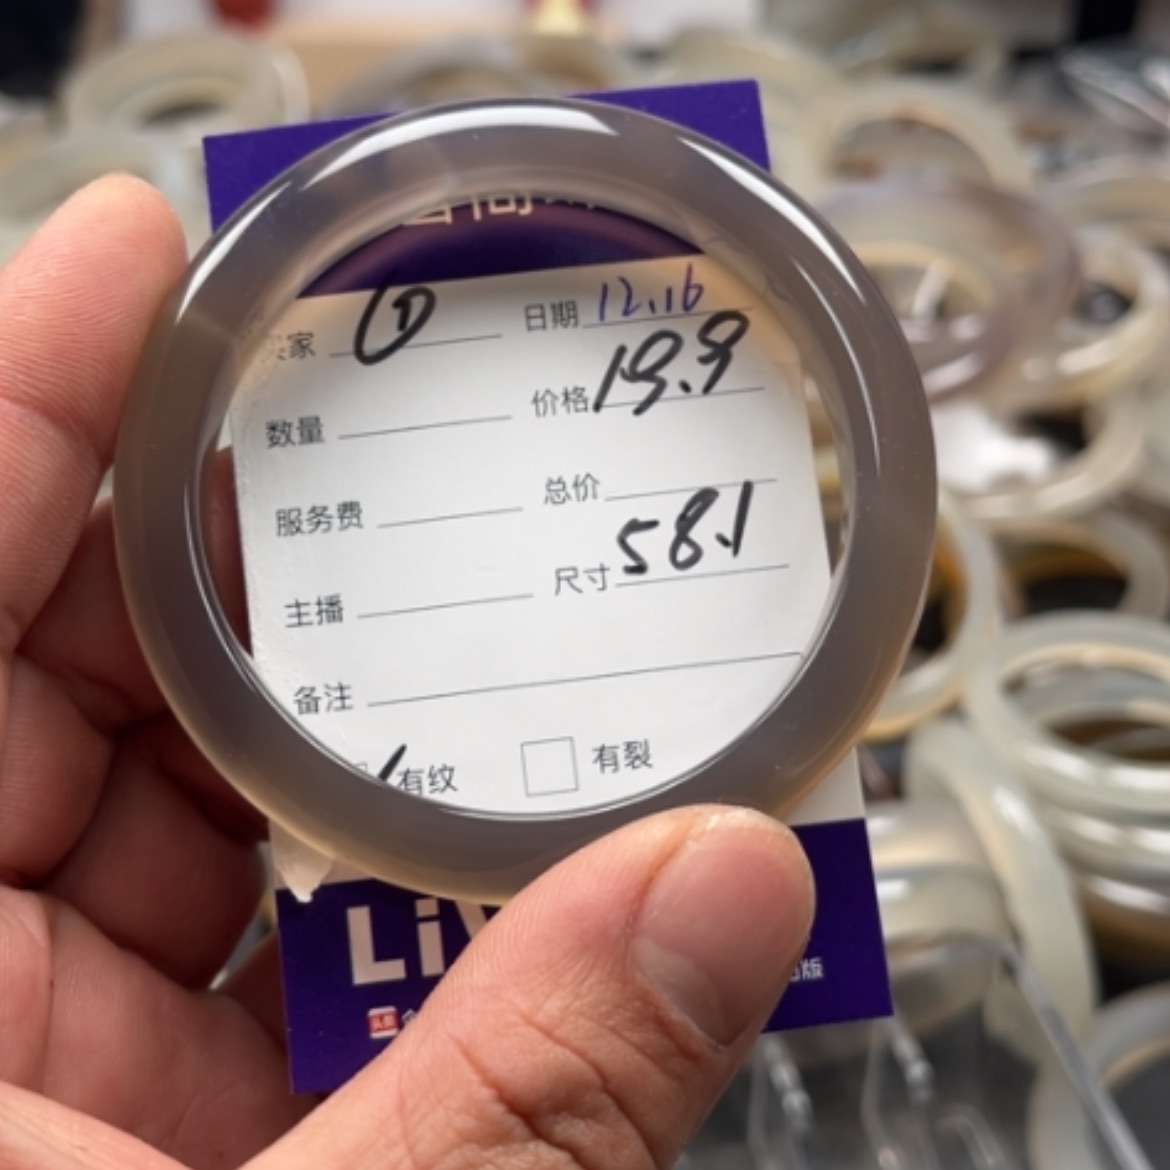 买家 ① 日期 12.16
数量 价格 19.9
服务费 总价
主播 尺寸 58.1
备注
有纹 有裂